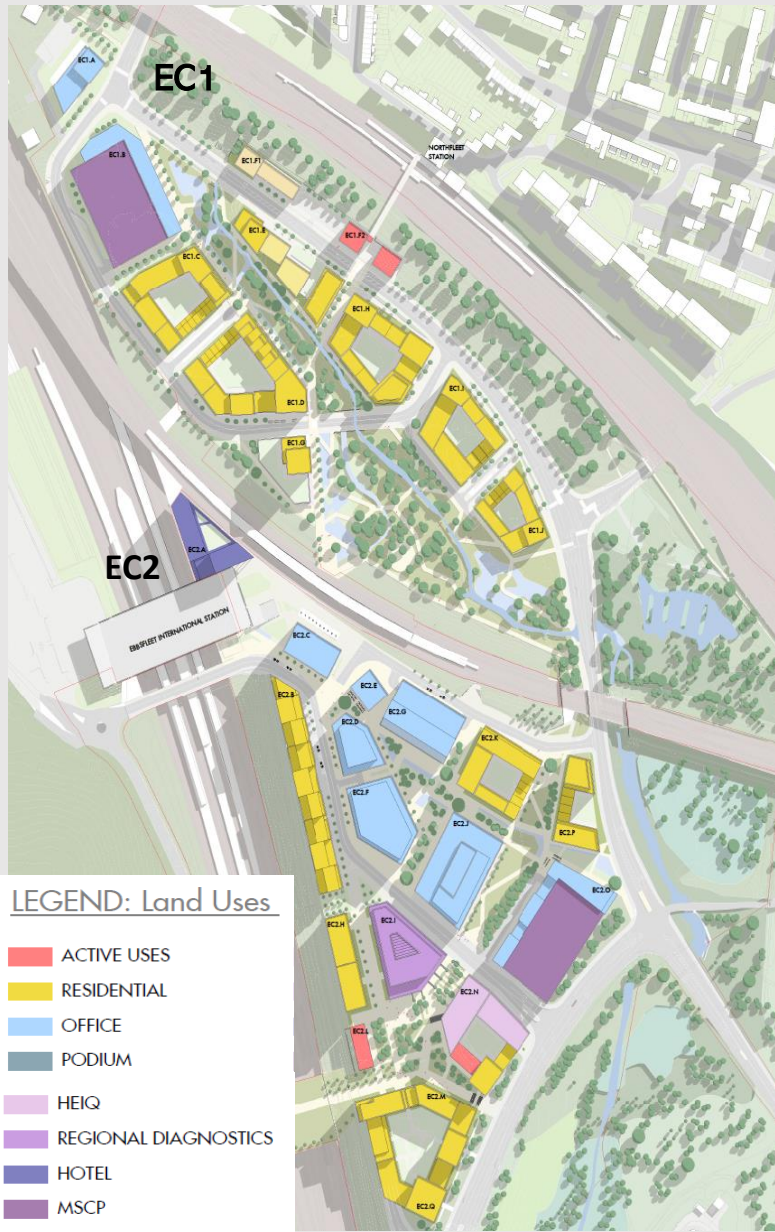 EC1.A
EC1
NORTHFLEET
STATION
EC1.B
EC1.F1
EC1.E
EC1.F2
EC1.C
EC1.H
EC1.I
EC1.D
EC1.G
EC1.J
EC2.A
EC2
EBBSFLEET INTERNATIONAL STATION
EC2.C
EC2.E
EC2.B
EC2.G
EC2.D
EC2.K
EC2.F
EC2.J
EC2.P
EC2.O
EC2.H
EC2.I
EC2.N
EC2.L
EC2.M
EC2.Q
LEGEND: Land Uses
ACTIVE USES
RESIDENTIAL
OFFICE
PODIUM
HEIQ
REGIONAL DIAGNOSTICS
HOTEL
MSCP